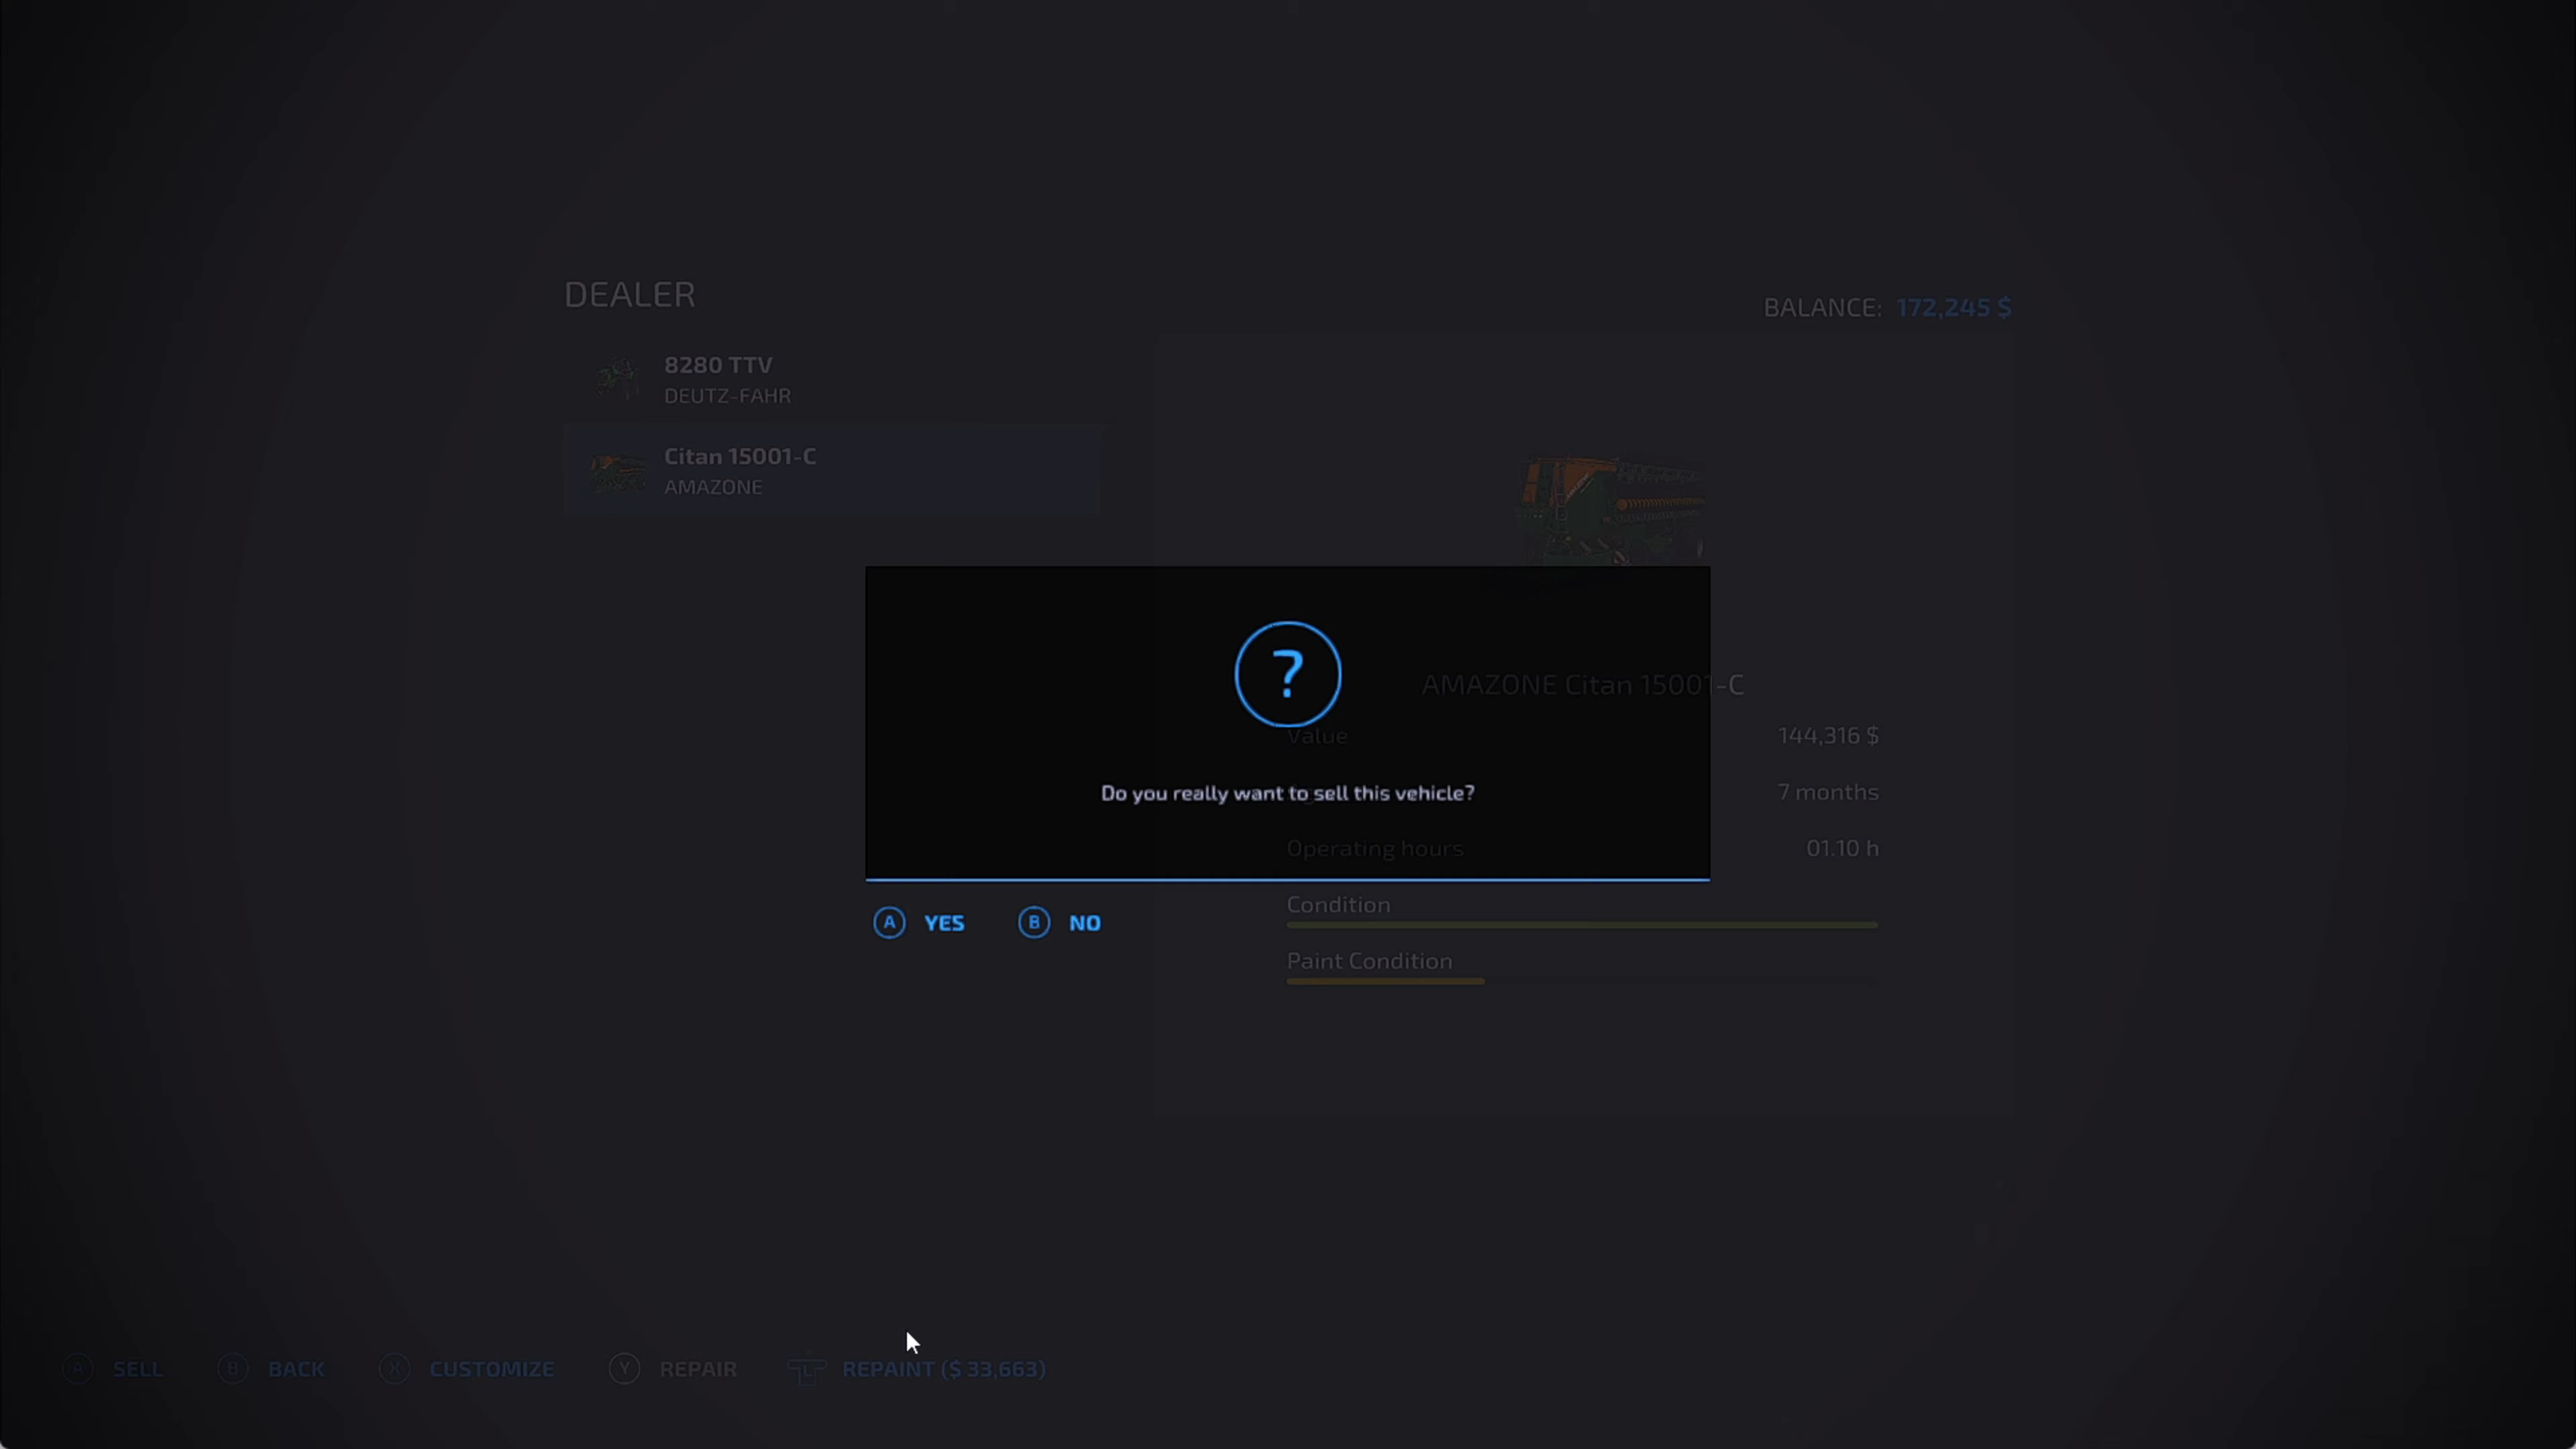 DEALER
BALANCE: 172,245 $
8280 TTV
DEUTZ-FAHR
Citan 15001-C
AMAZONE
?
AMAZONE Citan 15001-C
Value 144,316 $
Do you really want to sell this vehicle?
7 months
Operating hours 01.10 h
Condition
A YES B NO
Paint Condition
A SELL B BACK X CUSTOMIZE Y REPAIR L REPAINT ($ 33,663)